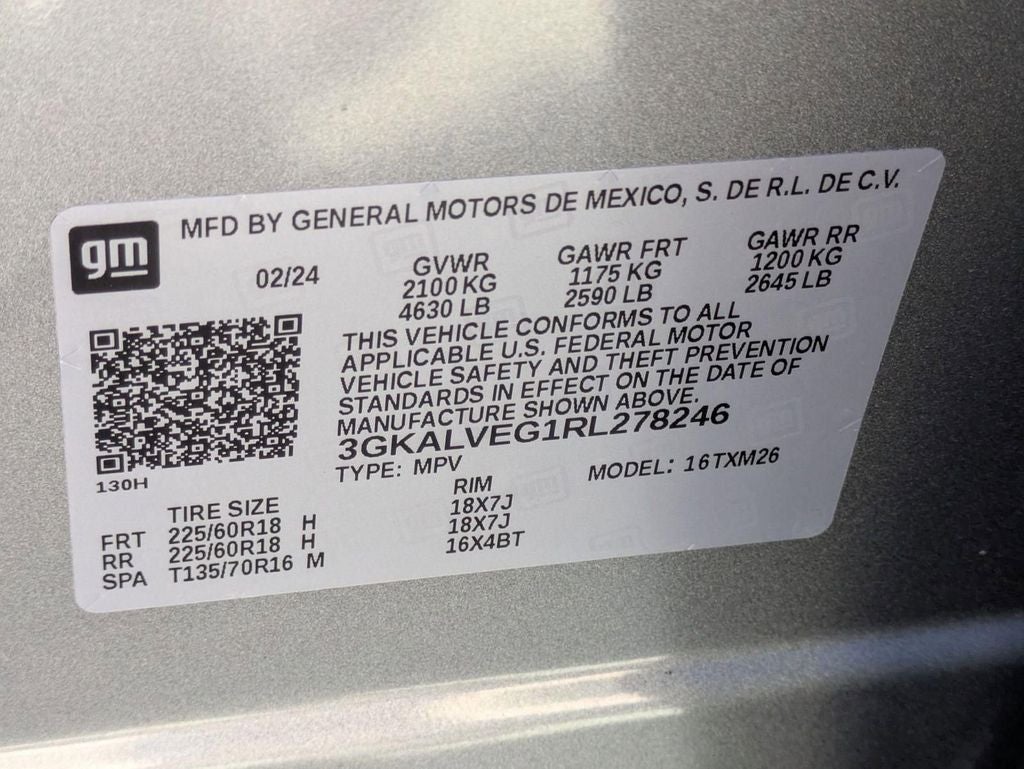 gm
MFD BY GENERAL MOTORS DE MEXICO, S. DE R.L. DE C.V.
02/24
GVWR
2100 KG
4630 LB
GAWR FRT
1175 KG
2590 LB
GAWR RR
1200 KG
2645 LB
THIS VEHICLE CONFORMS TO ALL
APPLICABLE U.S. FEDERAL MOTOR
VEHICLE SAFETY AND THEFT PREVENTION
STANDARDS IN EFFECT ON THE DATE OF
MANUFACTURE SHOWN ABOVE.
3GKALVEG1RL278246
TYPE: MPV MODEL: 16TXM26
130H
TIRE SIZE RIM
FRT 225/60R18 H 18X7J
RR 225/60R18 H 18X7J
SPA T135/70R16 M 16X4BT